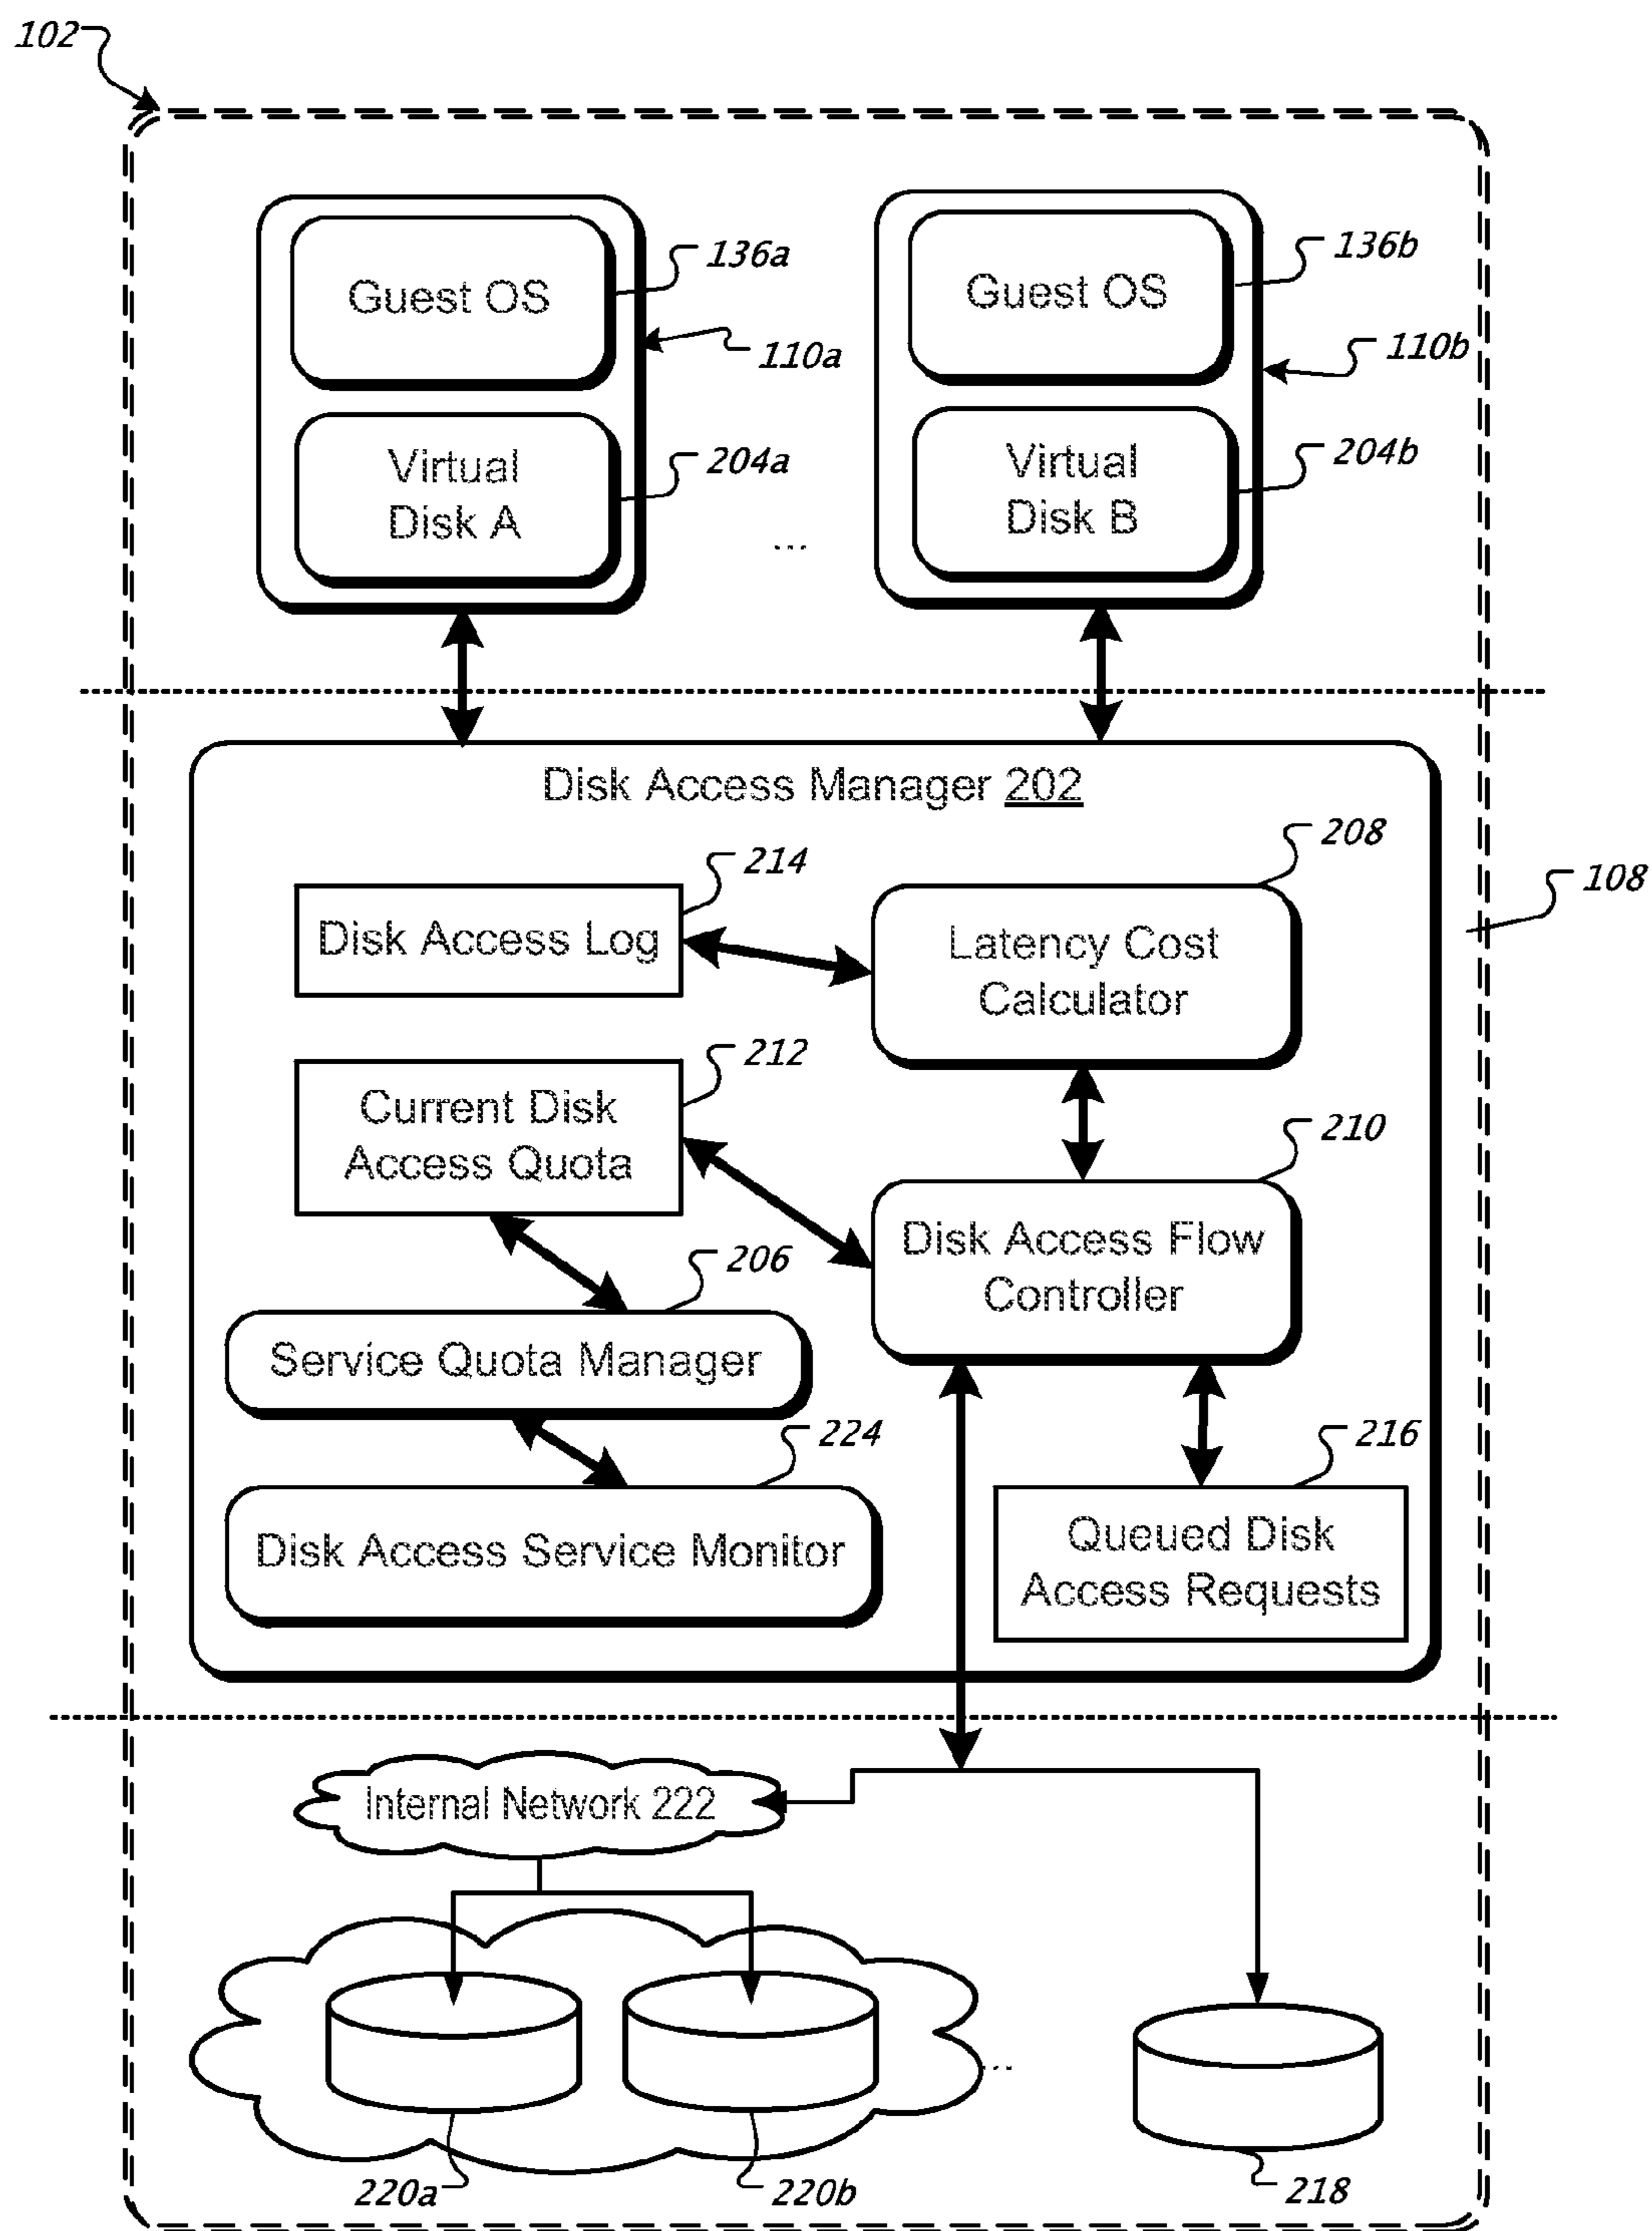 102
Guest OS
136a
110a
Virtual
Disk A
204a
...
Guest OS
136b
110b
Virtual
Disk B
204b
Disk Access Manager 202
108
214
Disk Access Log
208
Latency Cost
Calculator
212
Current Disk
Access Quota
210
Disk Access Flow
Controller
206
Service Quota Manager
224
Disk Access Service Monitor
216
Queued Disk
Access Requests
Internal Network 222
...
220a
220b
218